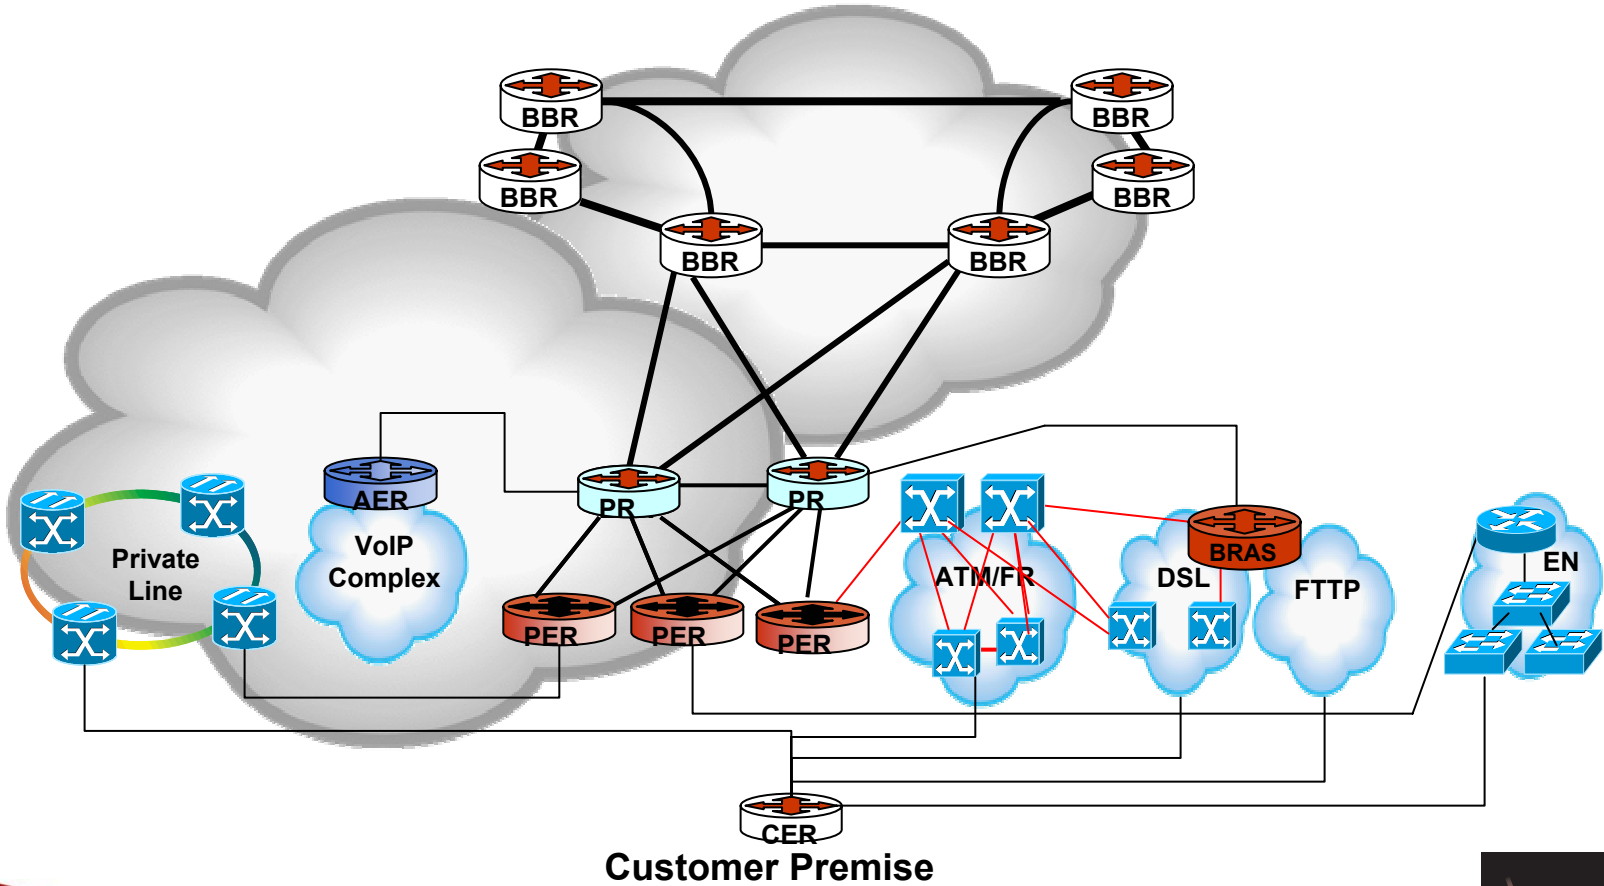 BBR
BBR
BBR
BBR
BBR
BBR
AER
PR
PR
VoIP
Complex
Private
Line
BRAS
ATM/FR
DSL
FTTP
EN
PER
PER
PER
CER
Customer Premise